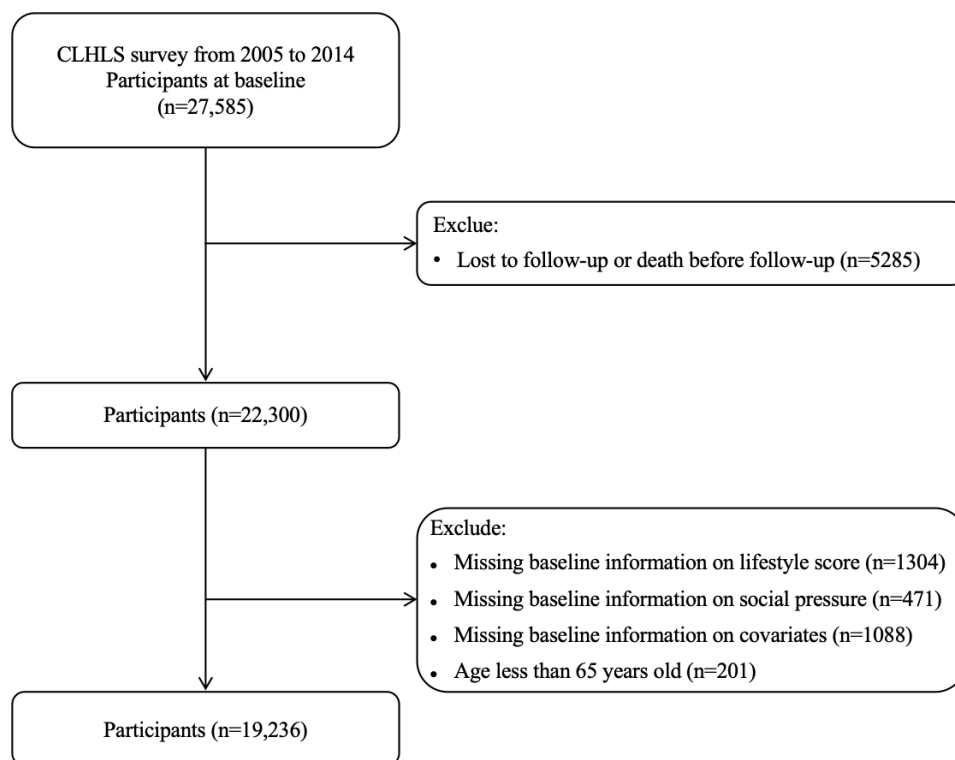 CLHLS survey from 2005 to 2014
Participants at baseline
(n=27,585)
Exclue:
• Lost to follow-up or death before follow-up (n=5285)
Participants (n=22,300)
Exclude:
• Missing baseline information on lifestyle score (n=1304)
• Missing baseline information on social pressure (n=471)
• Missing baseline information on covariates (n=1088)
• Age less than 65 years old (n=201)
Participants (n=19,236)